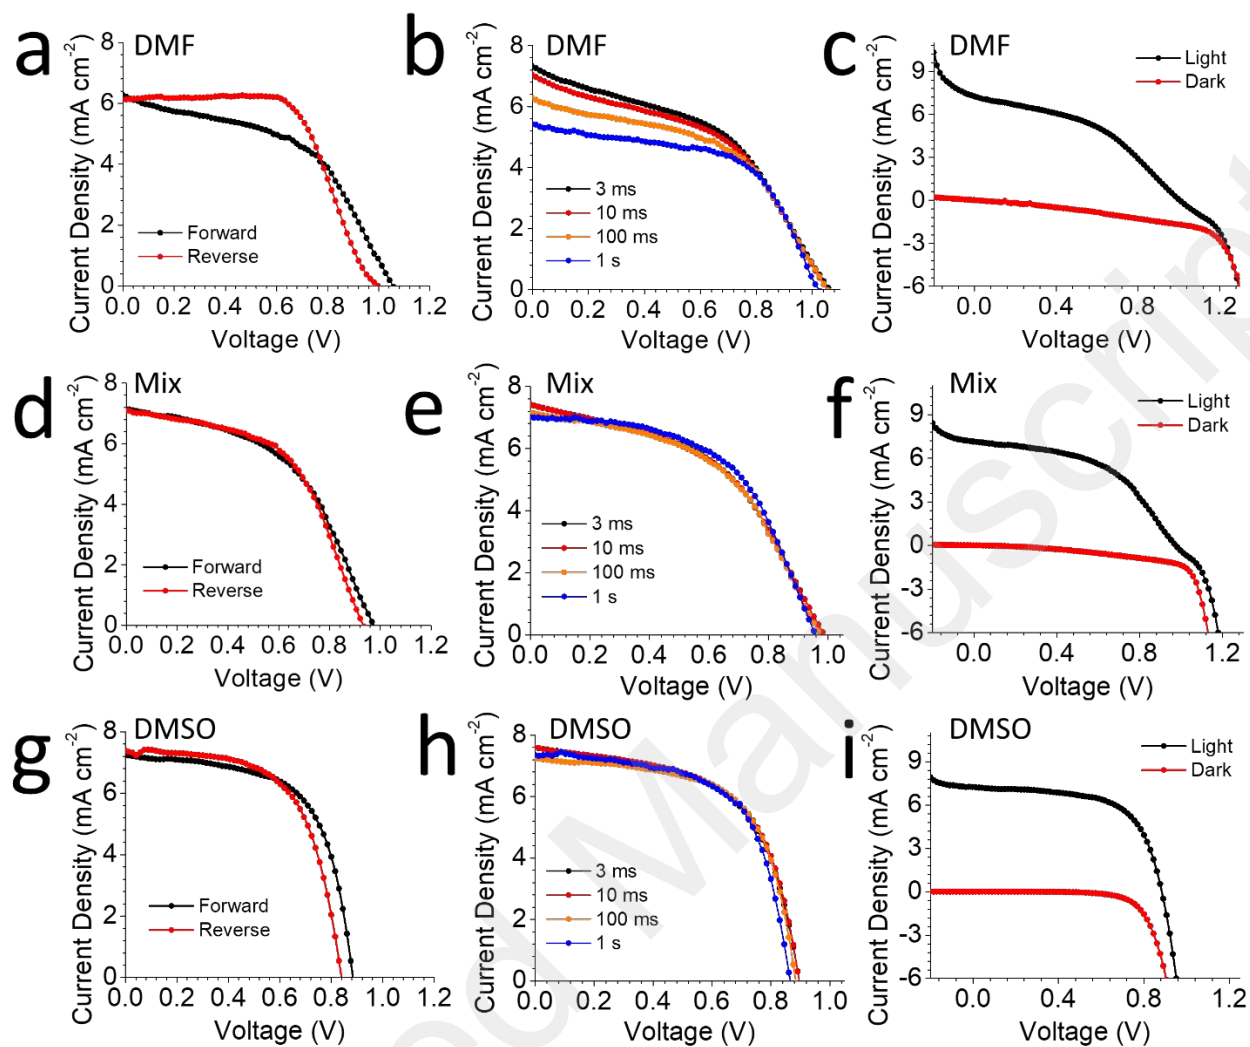 a
DMF
Current Density (mA cm-2)
8
6
4
2
0
Forward
Reverse
0.0 0.2 0.4 0.6 0.8 1.0 1.2
Voltage (V)
b
DMF
Current Density (mA cm-2)
8
6
4
2
0
3 ms
10 ms
100 ms
1 s
0.0 0.2 0.4 0.6 0.8 1.0
Voltage (V)
c
DMF
Current Density (mA cm-2)
9
6
3
0
-3
-6
Light
Dark
0.0 0.4 0.8 1.2
Voltage (V)
d
Mix
Current Density (mA cm-2)
8
6
4
2
0
Forward
Reverse
0.0 0.2 0.4 0.6 0.8 1.0 1.2
Voltage (V)
e
Mix
Current Density (mA cm-2)
8
6
4
2
0
3 ms
10 ms
100 ms
1 s
0.0 0.2 0.4 0.6 0.8 1.0
Voltage (V)
f
Mix
Current Density (mA cm-2)
9
6
3
0
-3
-6
Light
Dark
0.0 0.4 0.8 1.2
Voltage (V)
g
DMSO
Current Density (mA cm-2)
8
6
4
2
0
Forward
Reverse
0.0 0.2 0.4 0.6 0.8 1.0 1.2
Voltage (V)
h
DMSO
Current Density (mA cm-2)
8
6
4
2
0
3 ms
10 ms
100 ms
1 s
0.0 0.2 0.4 0.6 0.8 1.0
Voltage (V)
i
DMSO
Current Density (mA cm-2)
9
6
3
0
-3
-6
Light
Dark
0.0 0.4 0.8 1.2
Voltage (V)
Manuscript